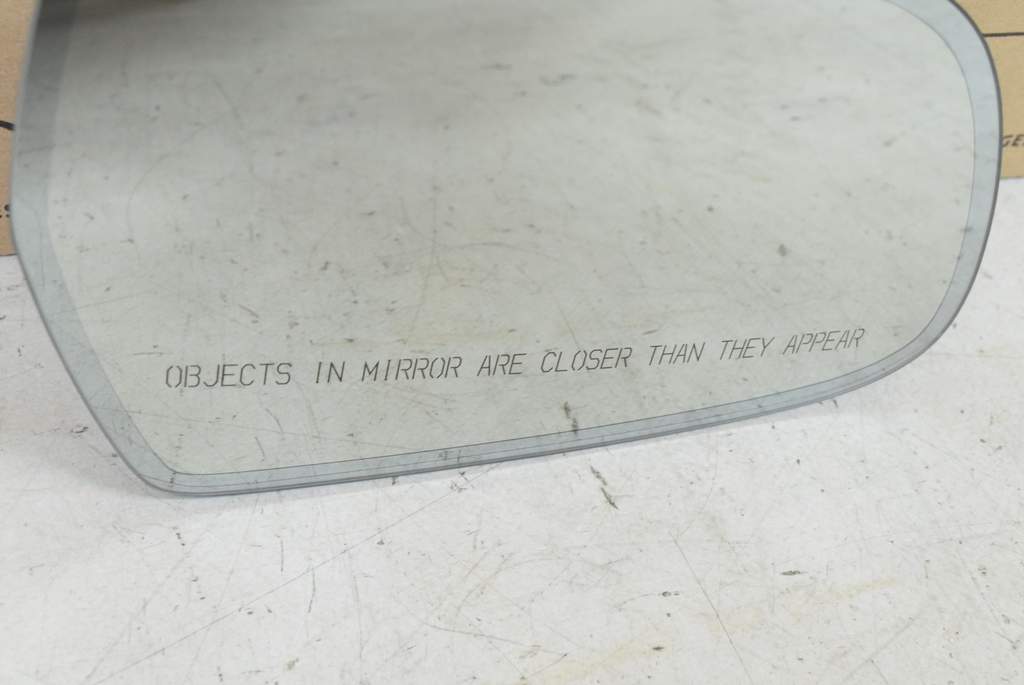 OBJECTS IN MIRROR ARE CLOSER THAN THEY APPEAR